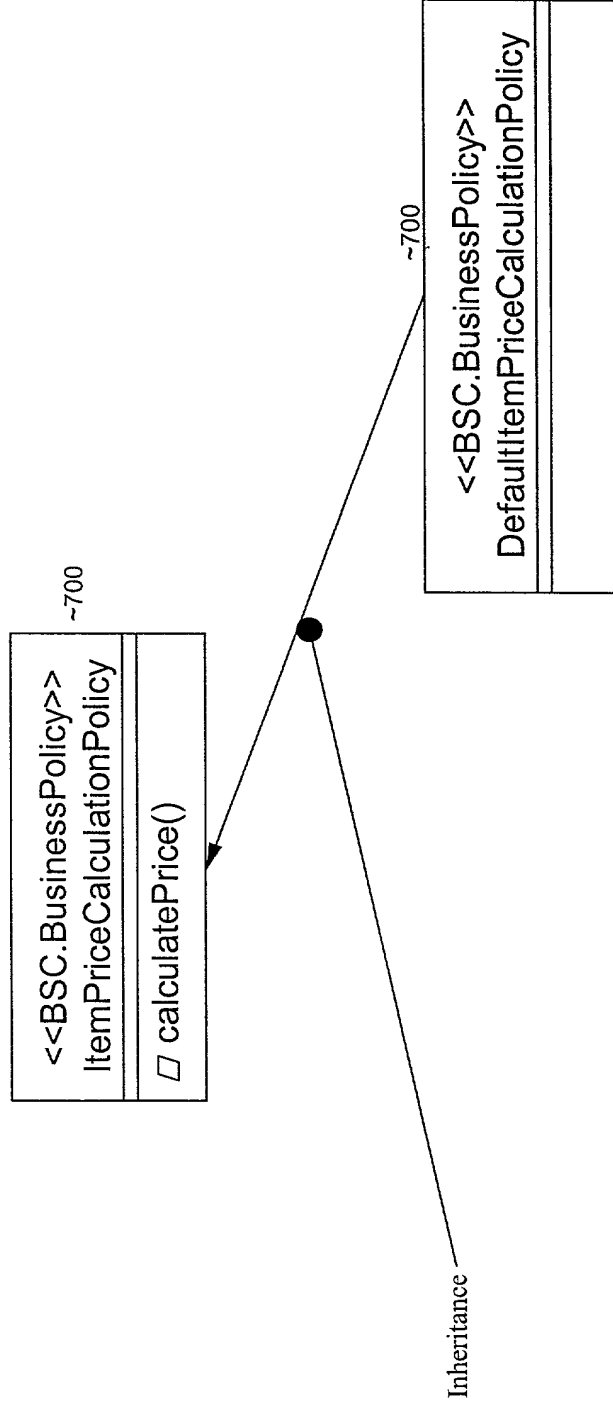 <<BSC.BusinessPolicy>>
ItemPriceCalculationPolicy
calculatePrice()
~700
~700
<<BSC.BusinessPolicy>>
DefaultItemPriceCalculationPolicy
Inheritance